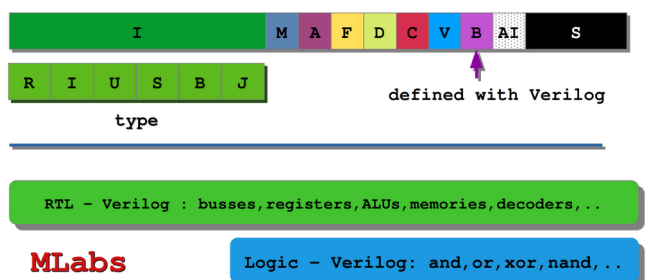 I M A F D C V B AI S
R I U S B J
defined with Verilog
type
RTL - Verilog : busses,registers,ALUs,memories,decoders,..
MLabs
Logic - Verilog: and,or,xor,nand,..